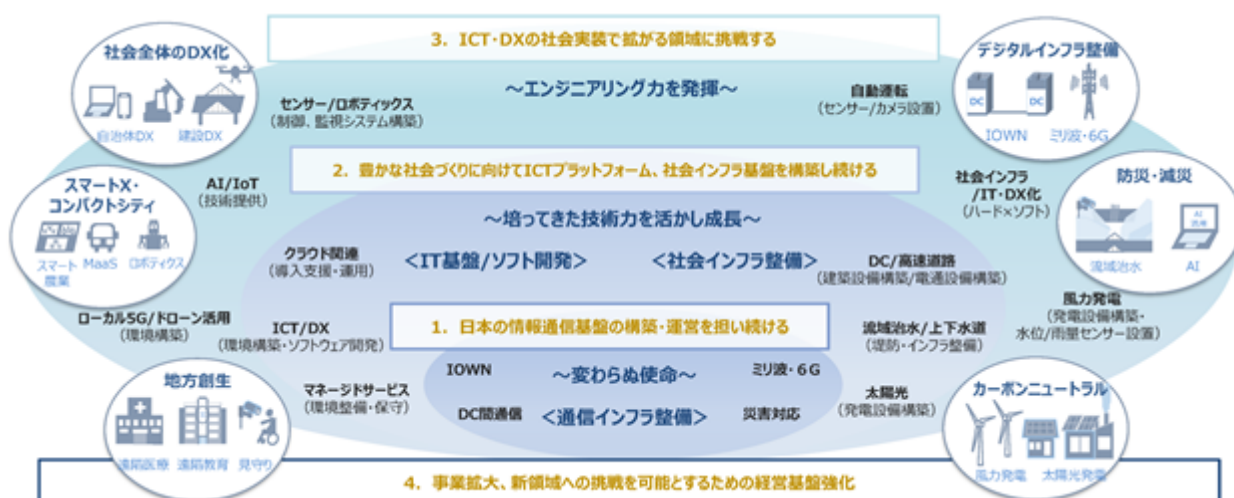 3. ICT・DXの社会実装で拡がる領域に挑戦する
社会全体のDX化
自治体DX
建設DX
～エンジニアリング力を発揮～
センサー/ロボティックス
(制御、監視システム構築)
自動運転
(センサー/カメラ設置)
デジタルインフラ整備
DC
DC
IOWN
ミリ波・6G
2. 豊かな社会づくりに向けてICTプラットフォーム、社会インフラ基盤を構築し続ける
スマートX・
コンパクトシティ
スマート
農業
MaaS
ロボティクス
AI/IoT
(技術提供)
～培ってきた技術力を活かし成長～
社会インフラ
/IT・DX化
(ハード×ソフト)
防災・減災
AI
活用
流域治水
AI
クラウド関連
(導入支援・運用)
＜IT基盤/ソフト開発＞
＜社会インフラ整備＞
DC/高速道路
(建築設備構築/電通設備構築)
ローカル5G/ドローン活用
(環境構築)
ICT/DX
(環境構築・ソフトウェア開発)
1. 日本の情報通信基盤の構築・運営を担い続ける
流域治水/上下水道
(堤防・インフラ整備)
風力発電
(発電設備構築・
水位/雨量センサー設置)
地方創生
遠隔医療
遠隔教育
見守り
マネージドサービス
(環境整備・保守)
IOWN
～変わらぬ使命～
ミリ波・6G
DC間通信
＜通信インフラ整備＞
災害対応
太陽光
(発電設備構築)
カーボンニュートラル
風力発電
太陽光発電
4. 事業拡大、新領域への挑戦を可能とするための経営基盤強化